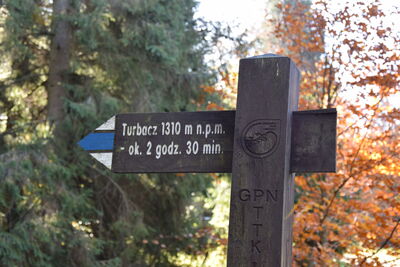 Turbacz 1310 m n.p.m.
- ok. 2 godz. 30 min.
GPN
PTTK